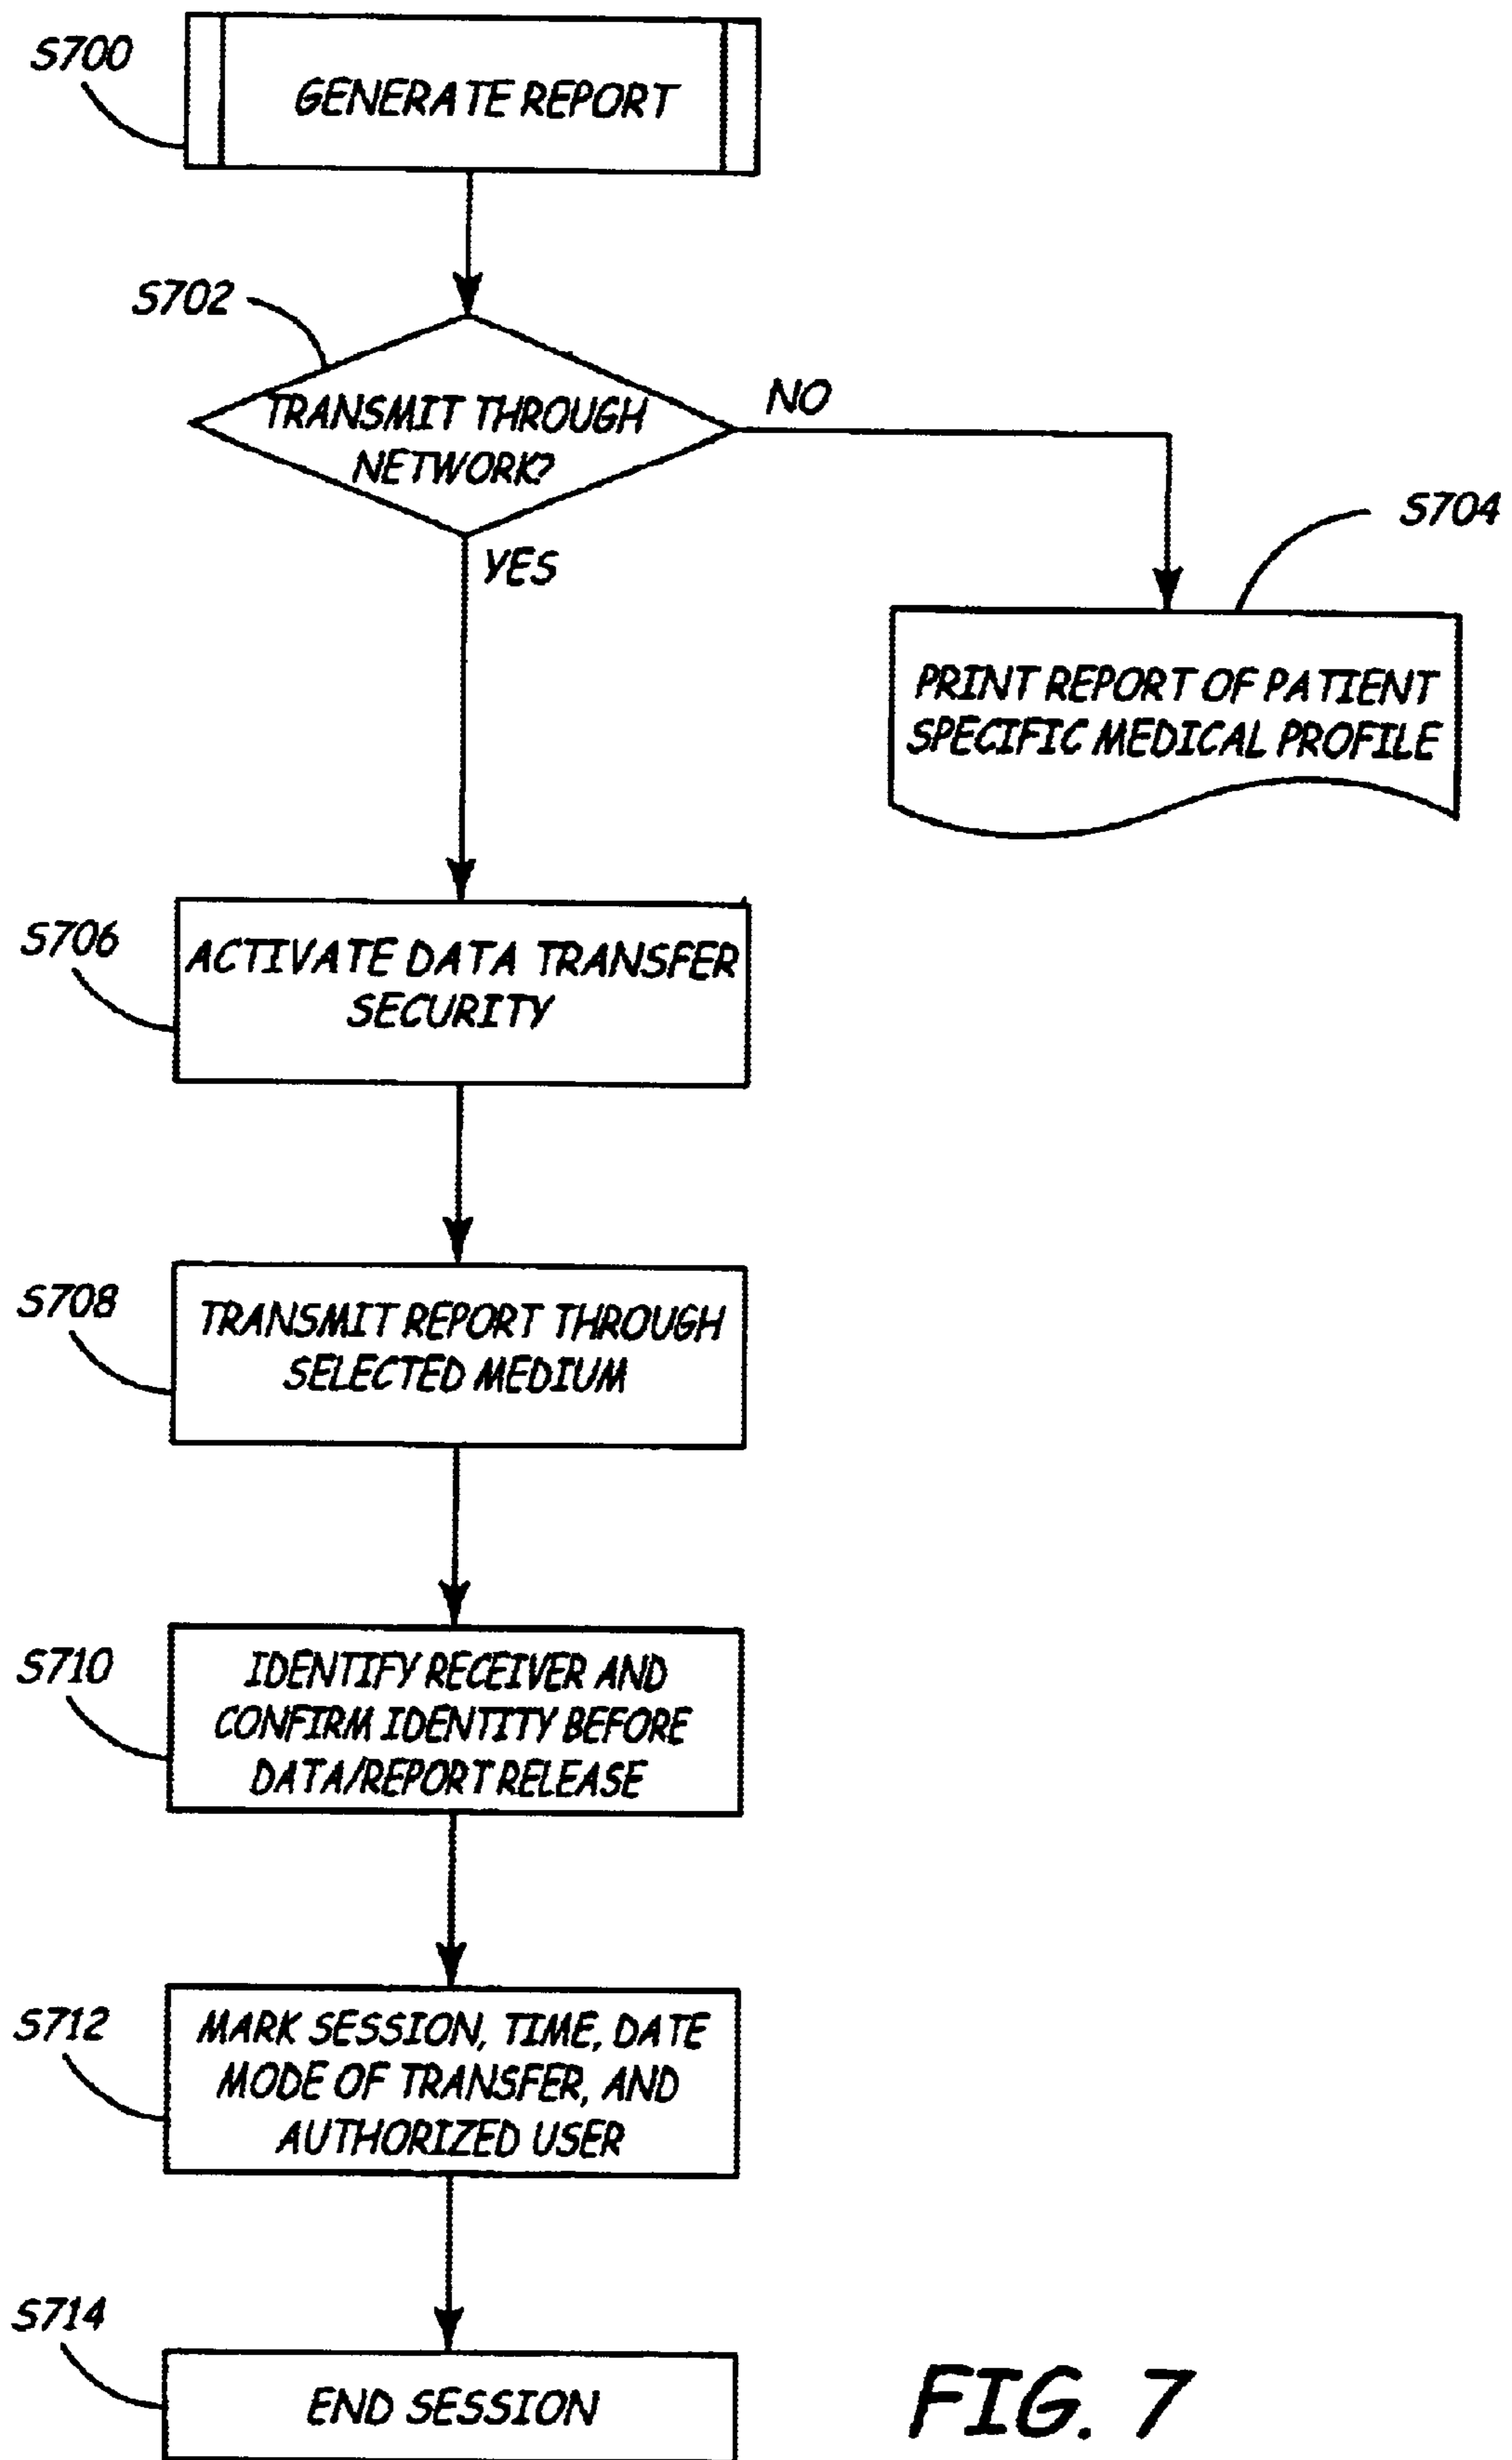 S700
GENERATE REPORT
S702
TRANSMIT THROUGH
NETWORK?
NO
YES
S704
PRINT REPORT OF PATIENT
SPECIFIC MEDICAL PROFILE
S706
ACTIVATE DATA TRANSFER
SECURITY
S708
TRANSMIT REPORT THROUGH
SELECTED MEDIUM
S710
IDENTIFY RECEIVER AND
CONFIRM IDENTITY BEFORE
DATA/REPORT RELEASE
S712
MARK SESSION, TIME, DATE
MODE OF TRANSFER, AND
AUTHORIZED USER
S714
END SESSION
FIG. 7